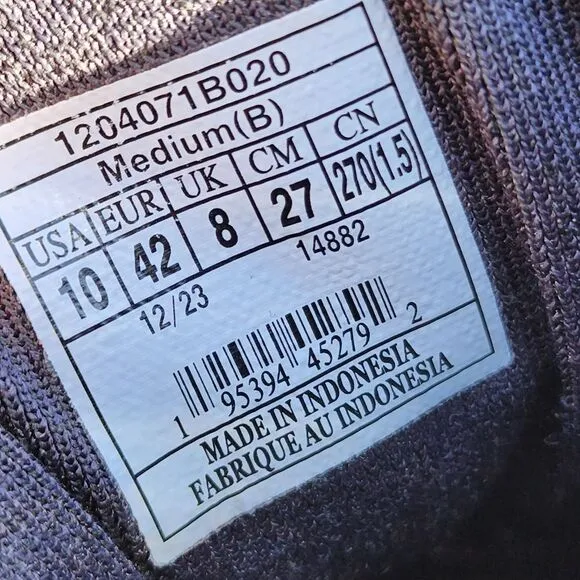 1204071B020
Medium(B)
USA EUR UK CM CN
10 42 8 27 270(1.5)
12/23 14882
1 95394 45279 2
MADE IN INDONESIA
FABRIQUE AU INDONESIA